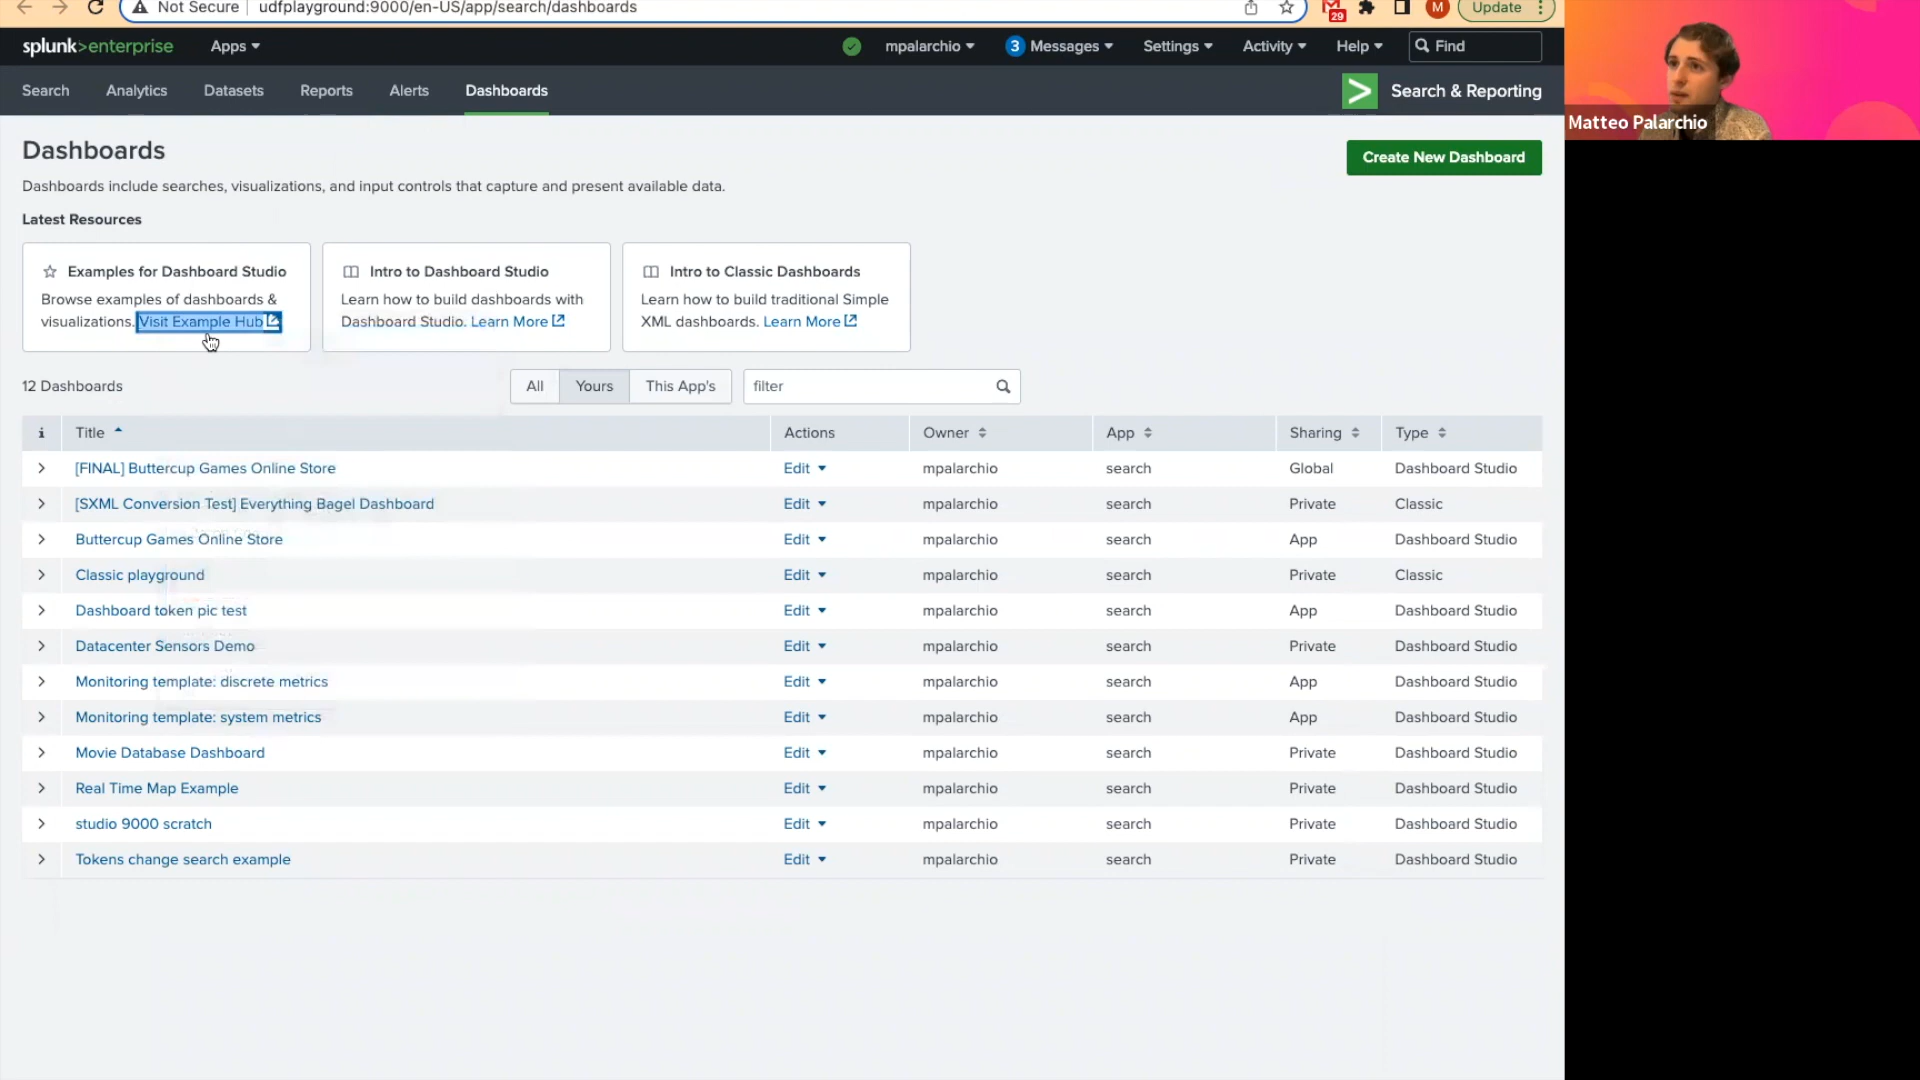 Not Secure udfplayground:9000/en-US/app/search/dashboards 29 M Update
splunk>enterprise Apps mpalarchio 3 Messages Settings Activity Help Find
Search Analytics Datasets Reports Alerts Dashboards Search & Reporting
Matteo Palarchio
Dashboards
Create New Dashboard
Dashboards include searches, visualizations, and input controls that capture and present available data.
Latest Resources
Examples for Dashboard Studio
Browse examples of dashboards &
visualizations. Visit Example Hub
Intro to Dashboard Studio
Learn how to build dashboards with
Dashboard Studio. Learn More
Intro to Classic Dashboards
Learn how to build traditional Simple
XML dashboards. Learn More
12 Dashboards All Yours This App's filter
i Title Actions Owner App Sharing Type
[FINAL] Buttercup Games Online Store Edit mpalarchio search Global Dashboard Studio
[SXML Conversion Test] Everything Bagel Dashboard Edit mpalarchio search Private Classic
Buttercup Games Online Store Edit mpalarchio search App Dashboard Studio
Classic playground Edit mpalarchio search Private Classic
Dashboard token pic test Edit mpalarchio search App Dashboard Studio
Datacenter Sensors Demo Edit mpalarchio search Private Dashboard Studio
Monitoring template: discrete metrics Edit mpalarchio search App Dashboard Studio
Monitoring template: system metrics Edit mpalarchio search App Dashboard Studio
Movie Database Dashboard Edit mpalarchio search Private Dashboard Studio
Real Time Map Example Edit mpalarchio search Private Dashboard Studio
studio 9000 scratch Edit mpalarchio search Private Dashboard Studio
Tokens change search example Edit mpalarchio search Private Dashboard Studio